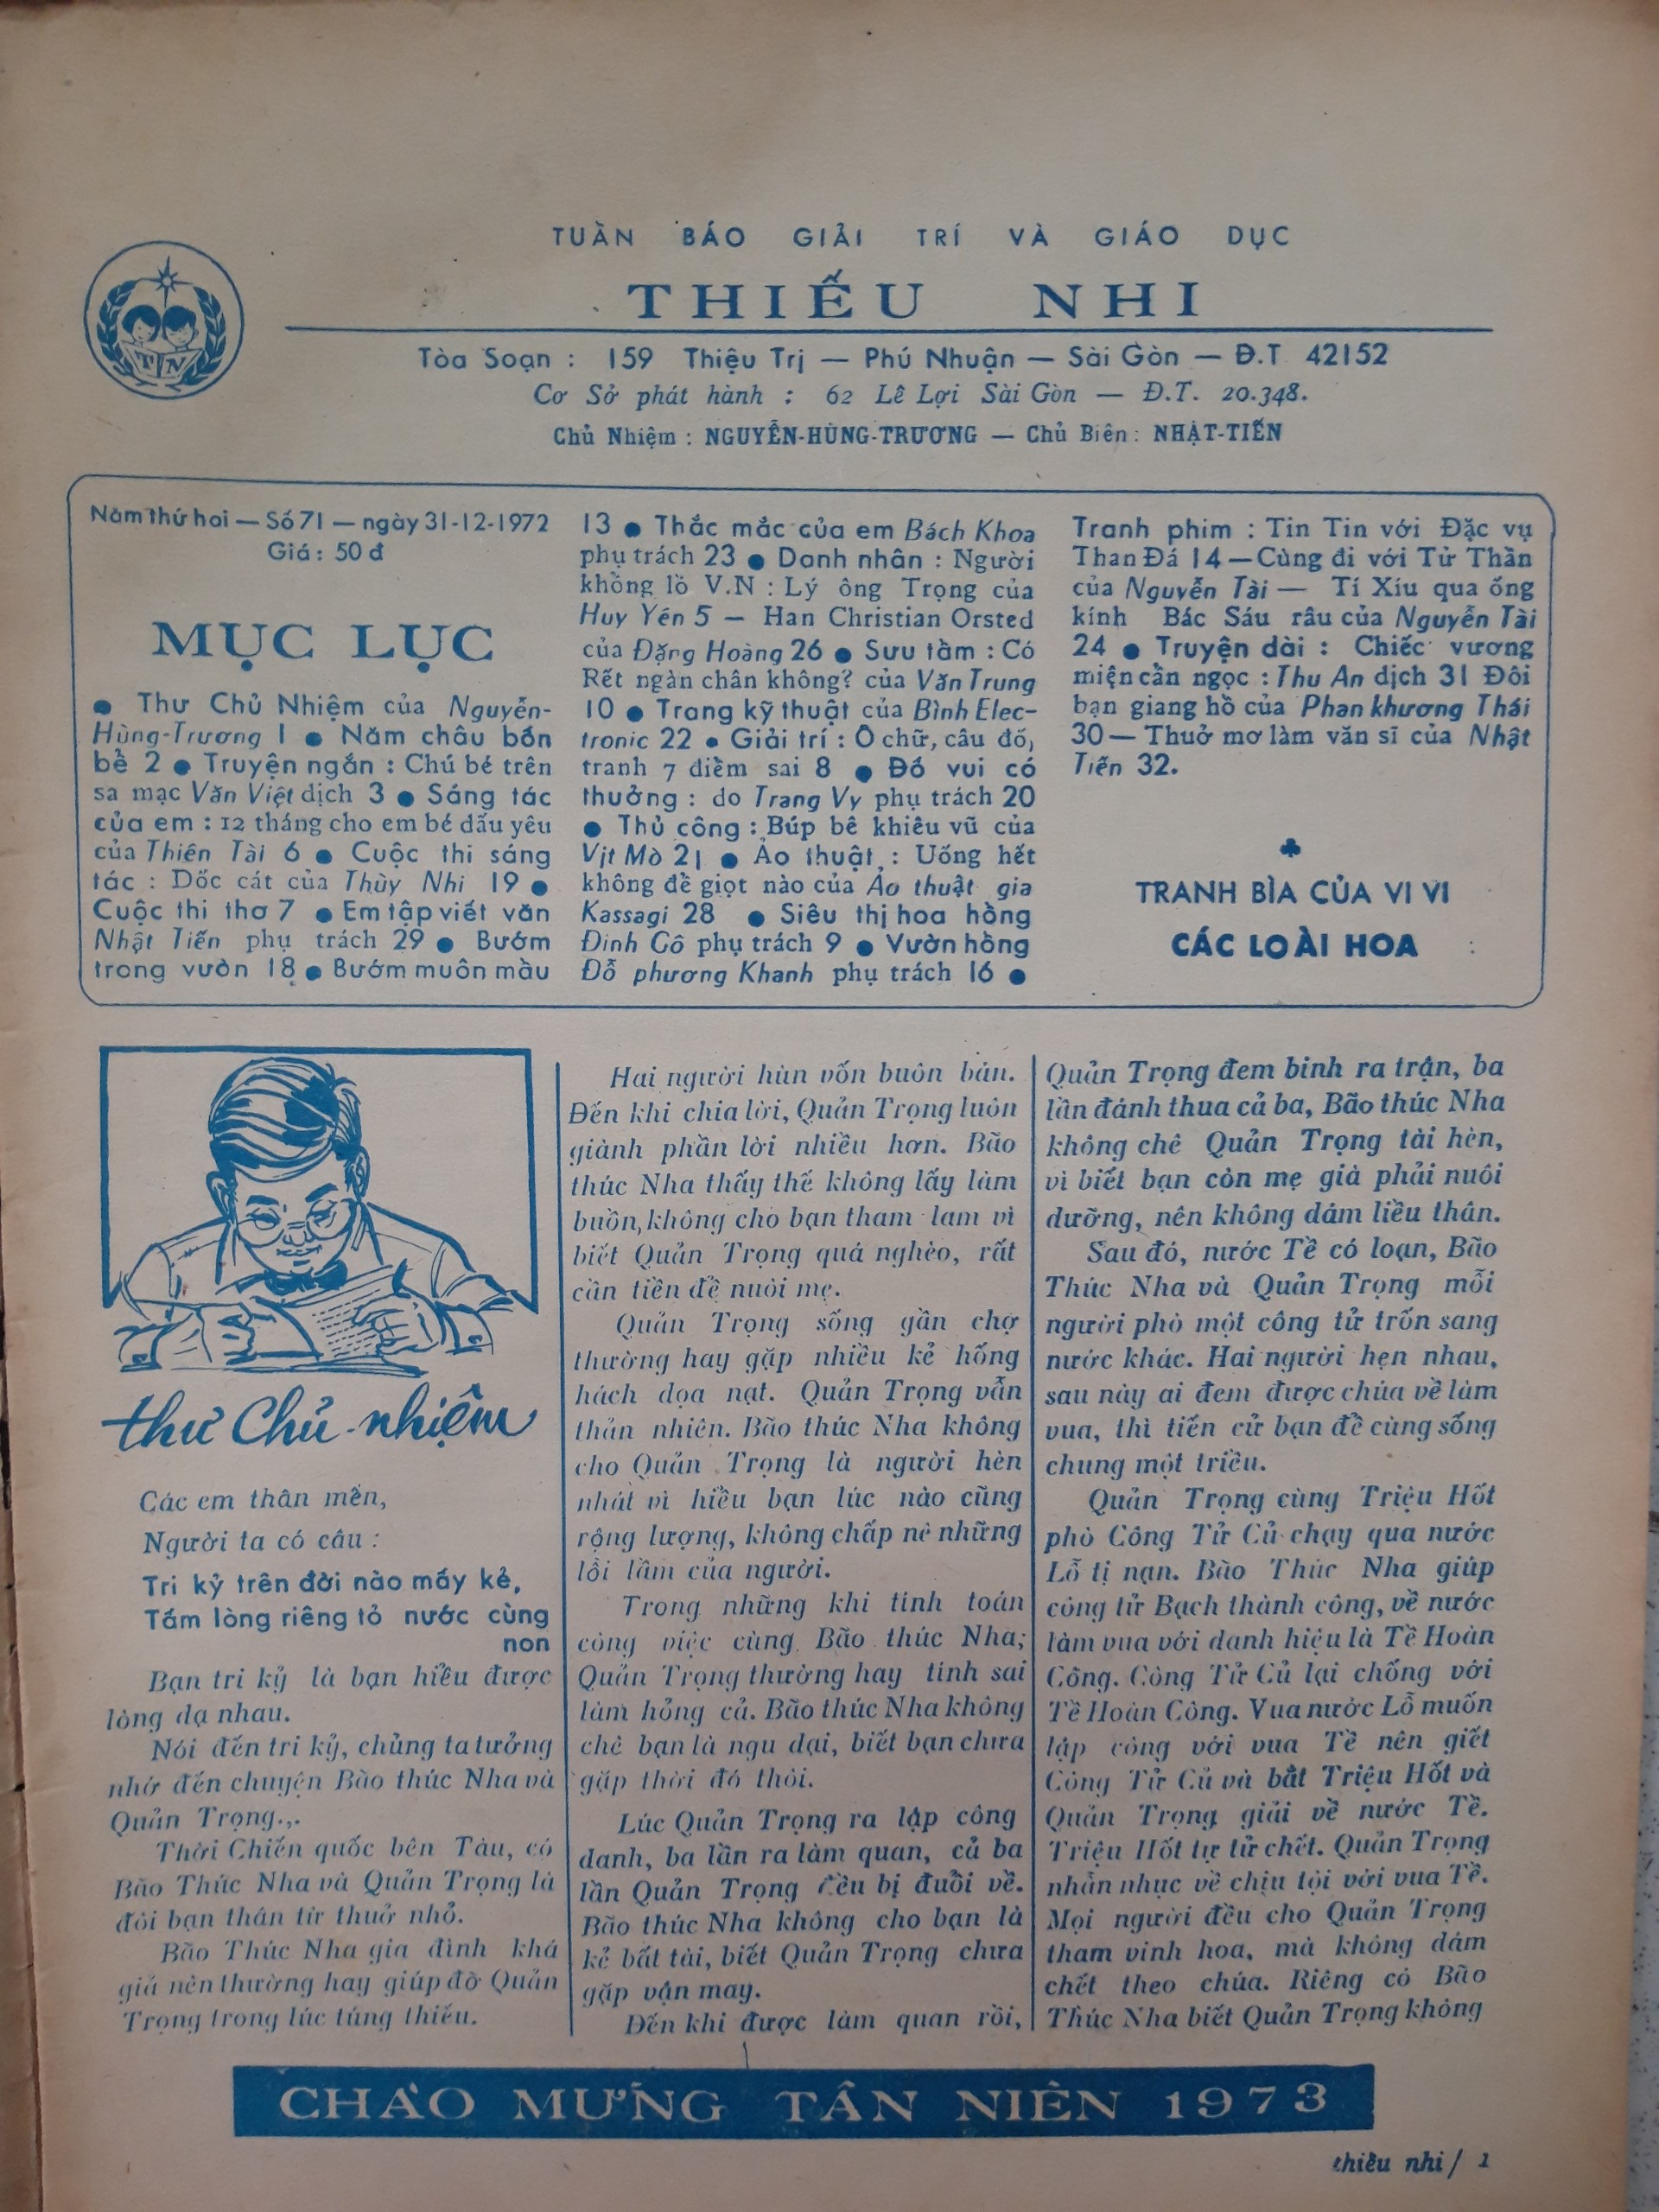 TUẦN BÁO GIẢI TRÍ VÀ GIÁO DỤC
THIẾU NHI
TN
Tòa Soạn : 159 Thiệu Trị — Phú Nhuận — Sài Gòn — Đ.T 42152
Cơ Sở phát hành : 62 Lê Lợi Sài Gòn — Đ.T. 20.348.
Chủ Nhiệm : NGUYỄN-HÙNG-TRƯƠNG — Chủ Biên : NHẬT-TIẾN
Năm thứ hai — Số 71 — ngày 31-12-1972
Giá : 50 đ
MỤC LỤC
● Thư Chủ Nhiệm của Nguyễn-
Hùng-Trương 1 ● Năm châu bốn
bể 2 ● Truyện ngắn : Chú bé trên
sa mạc Văn Việt dịch 3 ● Sáng tác
của em : 12 tháng cho em bé dấu yêu
của Thiên Tài 6 ● Cuộc thi sáng
tác : Dốc cát của Thùy Nhi 19 ●
Cuộc thi thơ 7 ● Em tập viết văn
Nhật Tiến phụ trách 29 ● Bướm
trong vườn 18 ● Bướm muôn mầu
13 ● Thắc mắc của em Bách Khoa
phụ trách 23 ● Danh nhân : Người
khổng lồ V.N : Lý ông Trọng của
Huy Yên 5 — Han Christian Orsted
của Đặng Hoàng 26 ● Sưu tầm : Có
Rết ngàn chân không? của Văn Trung
10 ● Trang kỹ thuật của Bình Elec-
tronic 22 ● Giải trí : Ô chữ, câu đố,
tranh 7 điểm sai 8 ● Đố vui có
thưởng : do Trang Vy phụ trách 20
● Thủ công : Búp bê khiêu vũ của
Vịt Mò 21 ● Ảo thuật : Uống hết
không đề giọt nào của Ảo thuật gia
Kassagi 28 ● Siêu thị hoa hồng
Đinh Cô phụ trách 9 ● Vườn hồng
Đỗ phương Khanh phụ trách 16 ●
Tranh phim : Tin Tin với Đặc vụ
Than Đá 14 — Cùng đi với Tử Thần
của Nguyễn Tài — Tí Xíu qua ống
kính Bác Sáu râu của Nguyễn Tài
24 ● Truyện dài : Chiếc vương
miện cẩn ngọc : Thu An dịch 31 Đôi
bạn giang hồ của Phan khương Thái
30 — Thuở mơ làm văn sĩ của Nhật
Tiến 32.
♣
TRANH BÌA CỦA VI VI
CÁC LOÀI HOA
thư Chủ-nhiệm
Các em thân mến,
Người ta có câu :
Tri kỷ trên đời nào mấy kẻ,
Tấm lòng riêng tỏ nước cùng
non
Bạn tri kỷ là bạn hiểu được
lòng dạ nhau.
Nói đến tri kỷ, chúng ta tưởng
nhớ đến chuyện Bão thúc Nha và
Quản Trọng...
Thời Chiến quốc bên Tàu, có
Bão Thúc Nha và Quản Trọng là
đôi bạn thân từ thuở nhỏ.
Bão Thúc Nha gia đình khá
giả nên thường hay giúp đỡ Quản
Trọng trong lúc túng thiếu.
Hai người hùn vốn buôn bán.
Đến khi chia lời, Quản Trọng luôn
giành phần lời nhiều hơn. Bão
thúc Nha thấy thế không lấy làm
buồn, không cho bạn tham lam vì
biết Quản Trọng quá nghèo, rất
cần tiền để nuôi mẹ.
Quản Trọng sống gần chợ
thường hay gặp nhiều kẻ hống
hách dọa nạt. Quản Trọng vẫn
thản nhiên. Bão thúc Nha không
cho Quản Trọng là người hèn
nhát vì hiểu bạn lúc nào cũng
rộng lượng, không chấp nê những
lỗi lầm của người.
Trong những khi tính toán
công việc cùng Bão thúc Nha;
Quản Trọng thường hay tính sai
làm hỏng cả. Bão thúc Nha không
chê bạn là ngu dại, biết bạn chưa
gặp thời đó thôi.
Lúc Quản Trọng ra lập công
danh, ba lần ra làm quan, cả ba
lần Quản Trọng đều bị đuổi về.
Bão thúc Nha không cho bạn là
kẻ bất tài, biết Quản Trọng chưa
gặp vận may.
Đến khi được làm quan rồi,
Quản Trọng đem binh ra trận, ba
lần đánh thua cả ba, Bão thúc Nha
không chê Quản Trọng tài hèn,
vì biết bạn còn mẹ già phải nuôi
dưỡng, nên không dám liều thân.
Sau đó, nước Tề có loạn, Bão
Thúc Nha và Quản Trọng mỗi
người phò một công tử trốn sang
nước khác. Hai người hẹn nhau,
sau này ai đem được chúa về làm
vua, thì tiến cử bạn để cùng sống
chung một triều.
Quản Trọng cùng Triệu Hốt
phò Công Tử Củ chạy qua nước
Lỗ tị nạn. Bão Thúc Nha giúp
công tử Bạch thành công, về nước
làm vua với danh hiệu là Tề Hoàn
Công. Công Tử Củ lại chống với
Tề Hoàn Công. Vua nước Lỗ muốn
lập công với vua Tề nên giết
Công Tử Củ và bắt Triệu Hốt và
Quản Trọng giải về nước Tề.
Triệu Hốt tự tử chết. Quản Trọng
nhẫn nhục về chịu tội với vua Tề.
Mọi người đều cho Quản Trọng
tham vinh hoa, mà không dám
chết theo chúa. Riêng có Bão
Thúc Nha biết Quản Trọng không
CHÀO MỪNG TÂN NIÊN 1973
thiếu nhi / 1